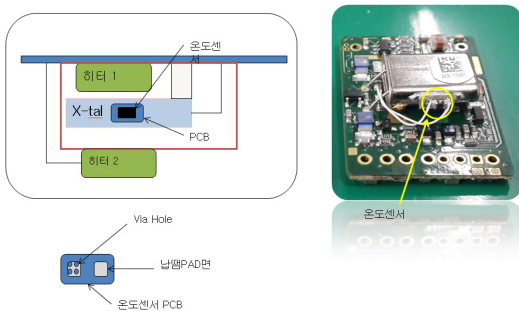 온도센
서
히터 1
X-tal
PCB
히터 2
온도센서
Via Hole
납땜PAD면
온도센서 PCB